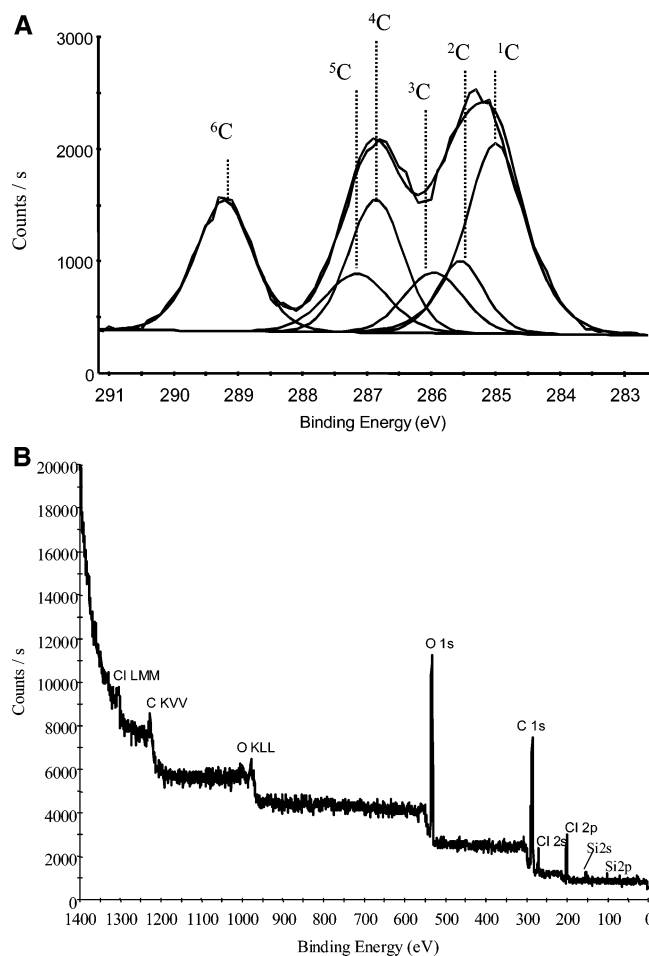 A
3000
2000
1000
0
Counts / s
⁶C
⁵C
⁴C
³C
²C
¹C
291 290 289 288 287 286 285 284 283
Binding Energy (eV)
B
20000
18000
16000
14000
12000
10000
8000
6000
4000
2000
0
Counts / s
Cl LMM
C KVV
O KLL
O 1s
C 1s
Cl 2s
Cl 2p
Si2s
Si2p
1400 1300 1200 1100 1000 900 800 700 600 500 400 300 200 100 0
Binding Energy (eV)